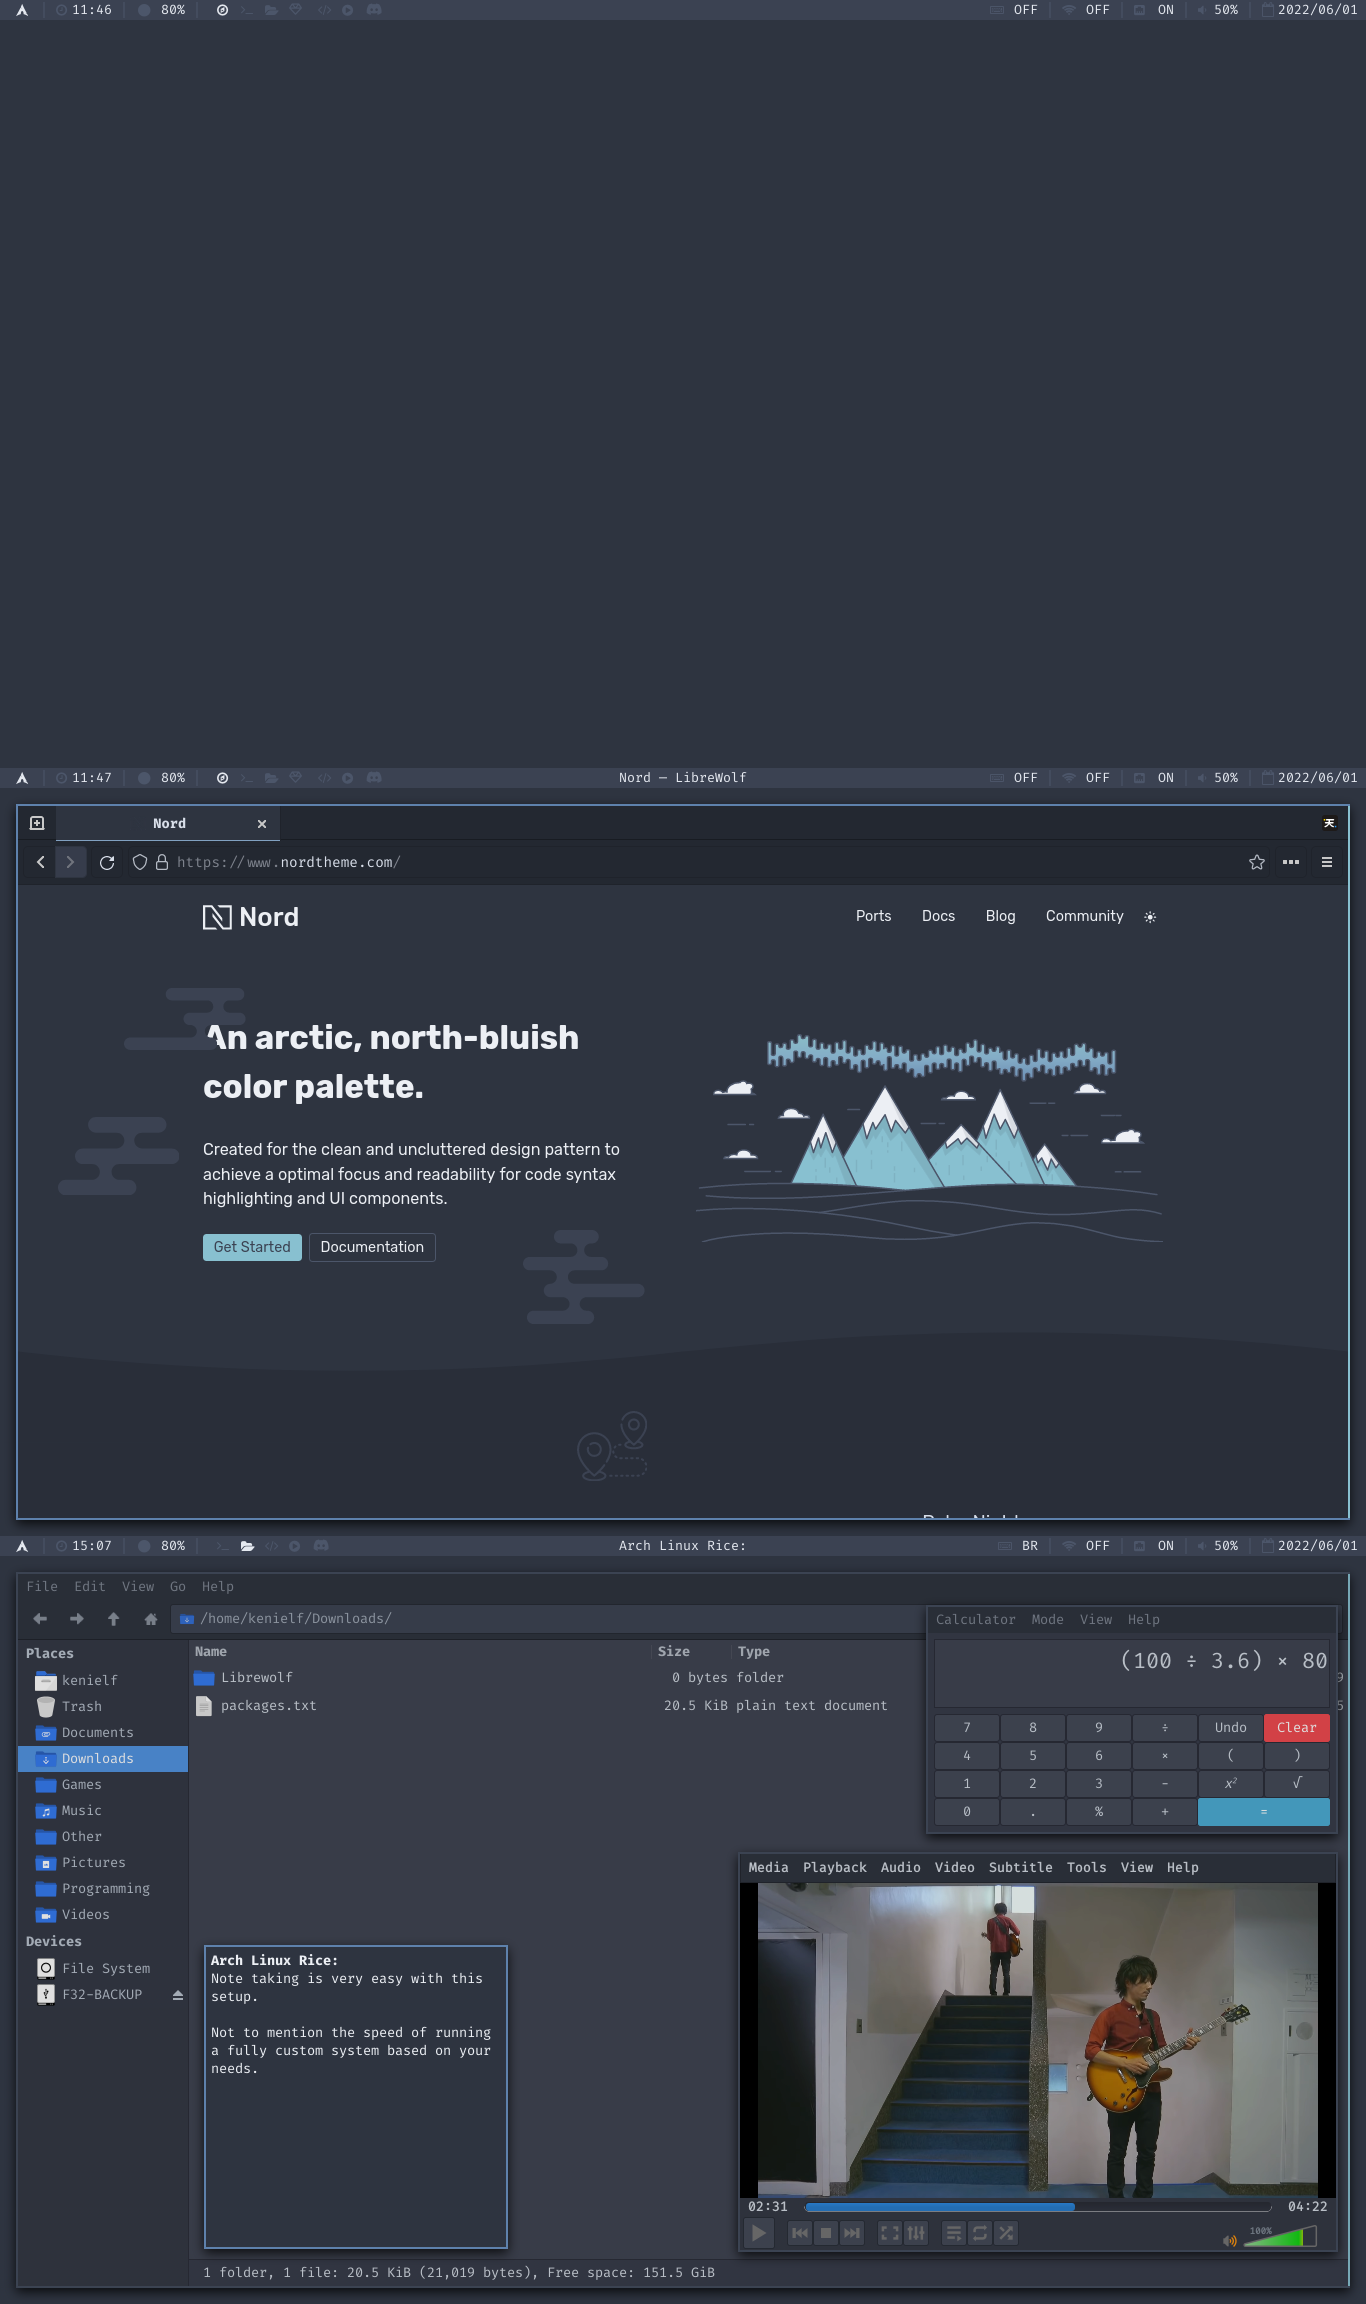 11:46 80% OFF OFF ON 50% 2022/06/01
11:47 80% Nord — LibreWolf OFF OFF ON 50% 2022/06/01
Nord
天
https://www.nordtheme.com/
Nord Ports Docs Blog Community
An arctic, north-bluish
color palette.
Created for the clean and uncluttered design pattern to
achieve a optimal focus and readability for code syntax
highlighting and UI components.
Get Started Documentation
15:07 80% Arch Linux Rice: BR OFF ON 50% 2022/06/01
File Edit View Go Help
/home/kenielf/Downloads/
Places
kenielf
Trash
Documents
Downloads
Games
Music
Other
Pictures
Programming
Videos
Devices
File System
F32-BACKUP
Name Size Type
Librewolf 0 bytes folder
packages.txt 20.5 KiB plain text document
Calculator Mode View Help
(100 ÷ 3.6) × 80
7 8 9 ÷ Undo Clear
4 5 6 × ( )
1 2 3 − x² √
0 . % + =
Media Playback Audio Video Subtitle Tools View Help
02:31 04:22
100%
Arch Linux Rice:
Note taking is very easy with this
setup.
Not to mention the speed of running
a fully custom system based on your
needs.
1 folder, 1 file: 20.5 KiB (21,019 bytes), Free space: 151.5 GiB